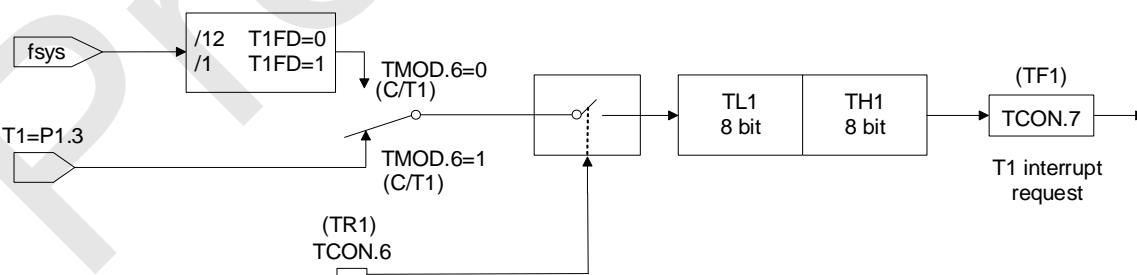 fsys
/12 T1FD=0
/1 T1FD=1
TMOD.6=0
(C/T1)
T1=P1.3
TMOD.6=1
(C/T1)
(TR1)
TCON.6
TL1
8 bit
TH1
8 bit
(TF1)
TCON.7
T1 interrupt
request